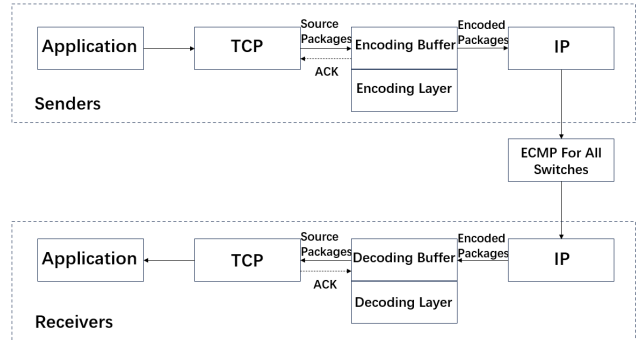 Source
Packages
Encoded
Packages
Application
TCP
Encoding Buffer
IP
ACK
Encoding Layer
Senders
ECMP For All
Switches
Source
Packages
Encoded
Packages
Application
TCP
Decoding Buffer
IP
ACK
Decoding Layer
Receivers